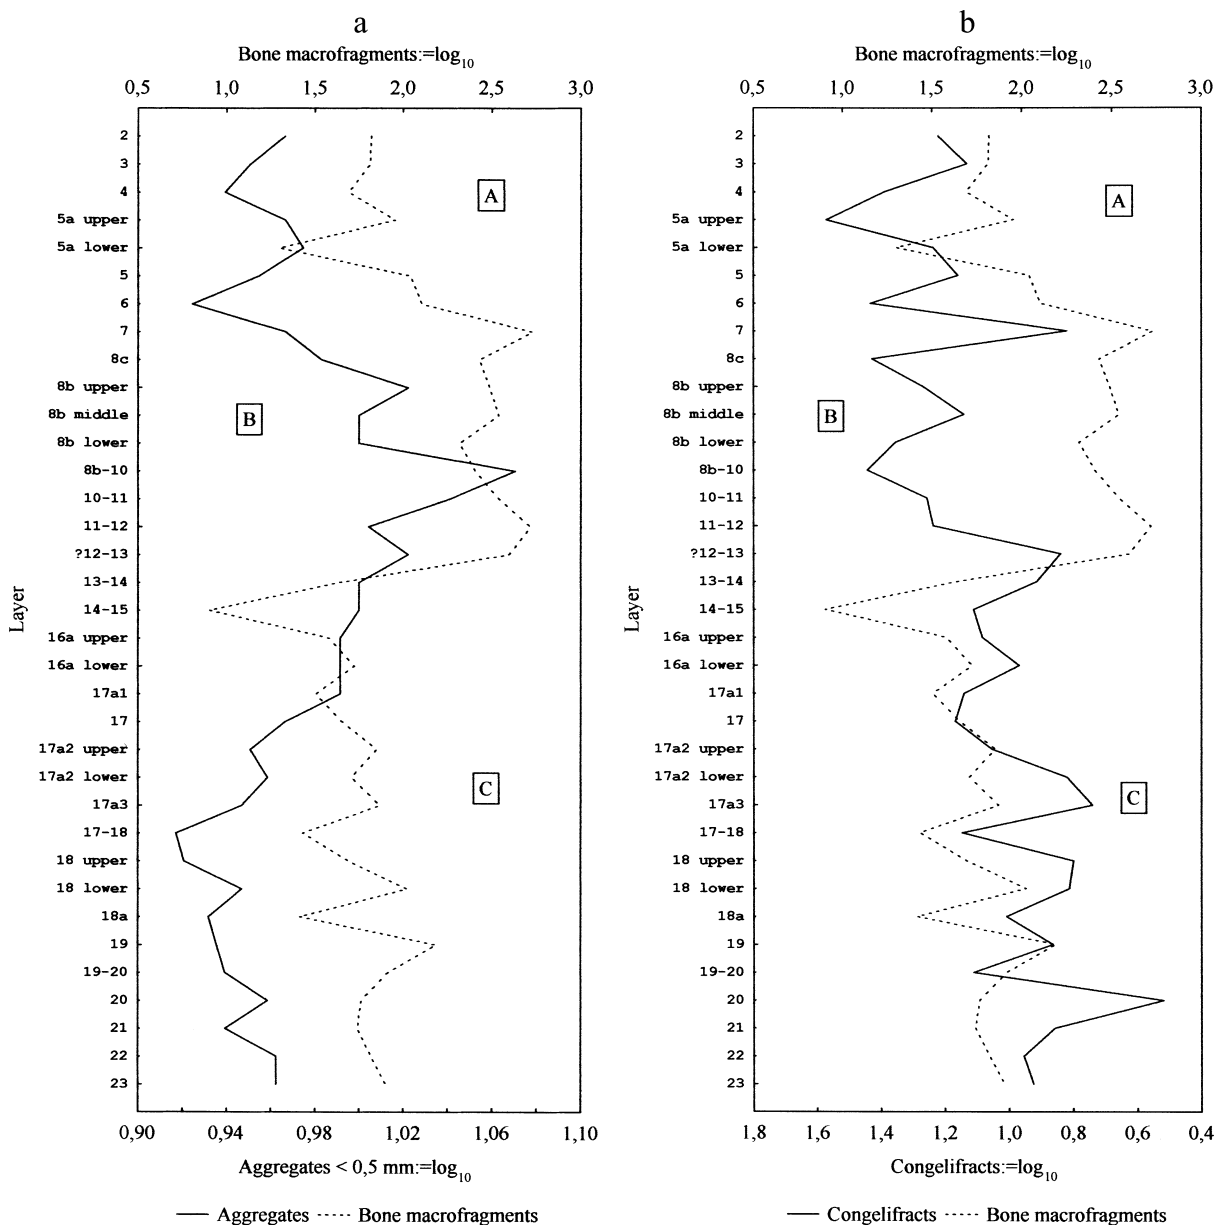 a
Bone macrofragments:=log10
0,5 1,0 1,5 2,0 2,5 3,0
2
3
4
5a upper
5a lower
5
6
7
8c
8b upper
8b middle
8b lower
8b-10
10-11
11-12
?12-13
13-14
14-15
16a upper
16a lower
17a1
17
17a2 upper
17a2 lower
17a3
17-18
18 upper
18 lower
18a
19
19-20
20
21
22
23
Layer
A
B
C
0,90 0,94 0,98 1,02 1,06 1,10
Aggregates < 0,5 mm:=log10
Aggregates Bone macrofragments
b
Bone macrofragments:=log10
0,5 1,0 1,5 2,0 2,5 3,0
2
3
4
5a upper
5a lower
5
6
7
8c
8b upper
8b middle
8b lower
8b-10
10-11
11-12
?12-13
13-14
14-15
16a upper
16a lower
17a1
17
17a2 upper
17a2 lower
17a3
17-18
18 upper
18 lower
18a
19
19-20
20
21
22
23
Layer
A
B
C
1,8 1,6 1,4 1,2 1,0 0,8 0,6 0,4
Congelifracts:=log10
Congelifracts Bone macrofragments